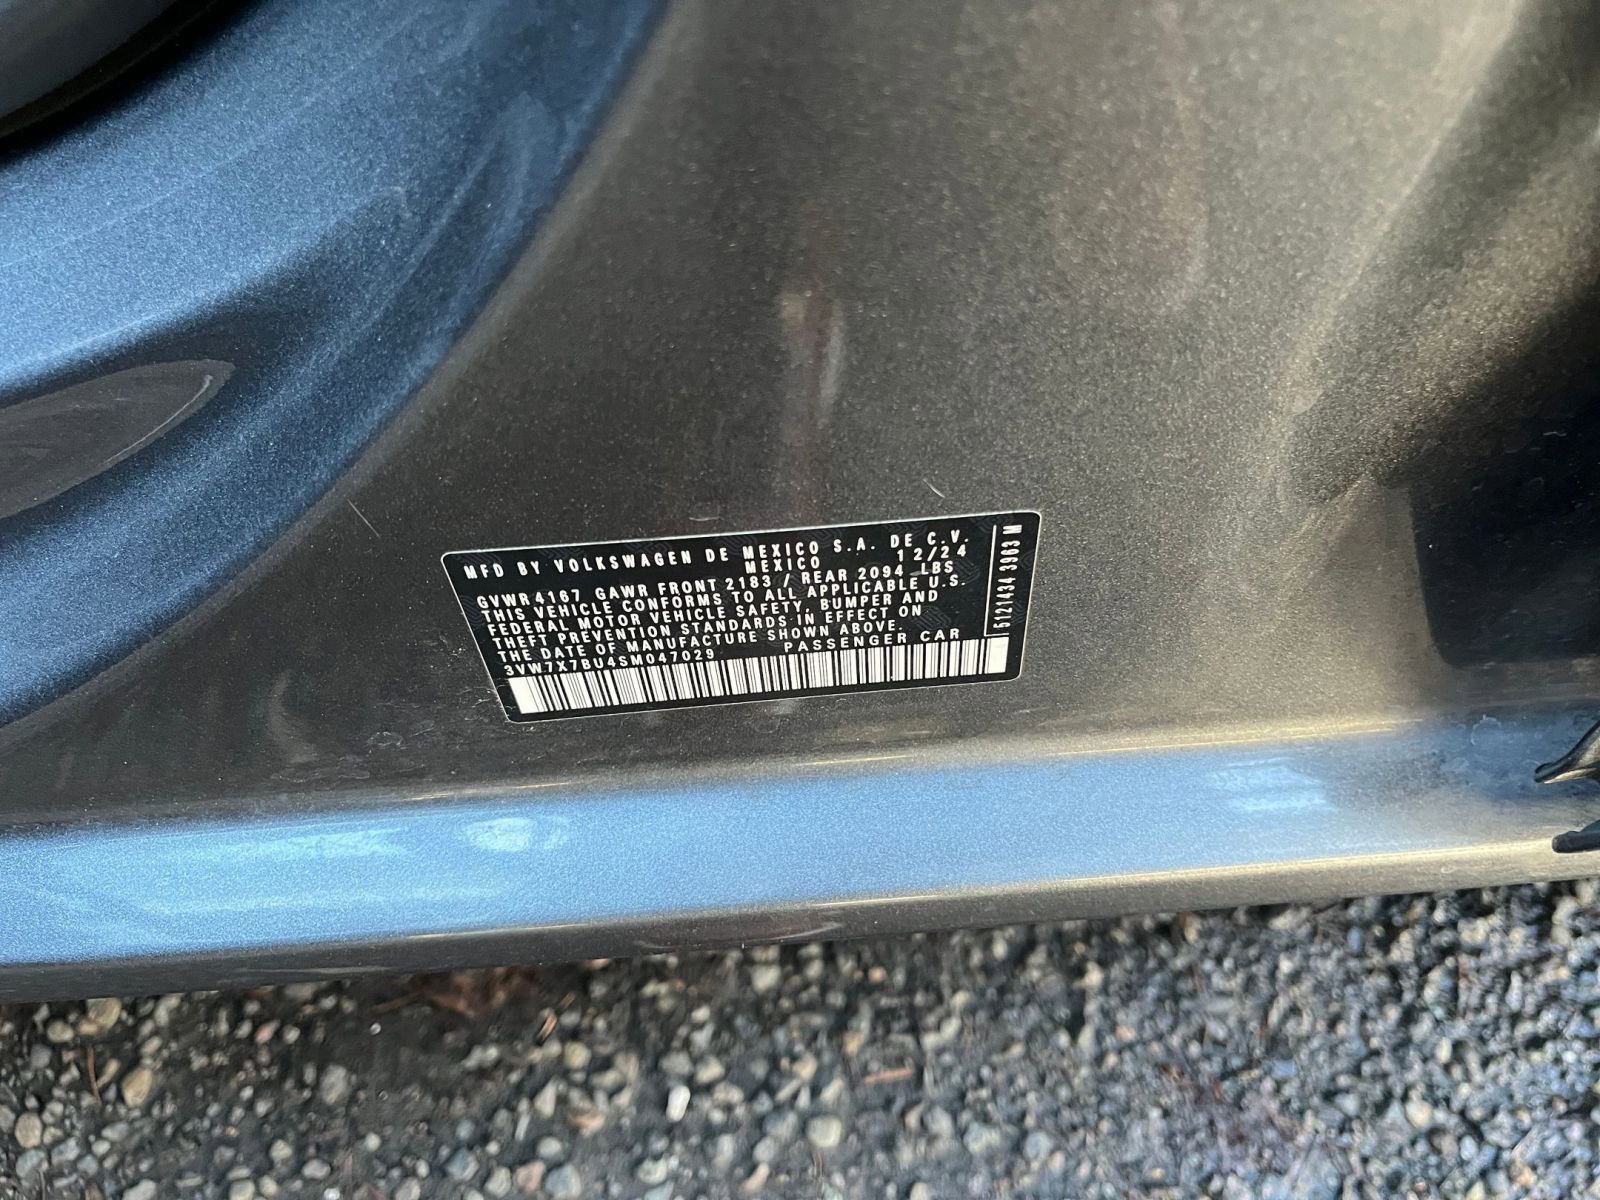 MFD BY VOLKSWAGEN DE MEXICO S.A. DE C.V.
MEXICO 12/24
GVWR 4167 GAWR FRONT 2183 / REAR 2094 LBS
THIS VEHICLE CONFORMS TO ALL APPLICABLE U.S.
FEDERAL MOTOR VEHICLE SAFETY, BUMPER AND
THEFT PREVENTION STANDARDS IN EFFECT ON
THE DATE OF MANUFACTURE SHOWN ABOVE.
3VW7X7BU4SM047029 PASSENGER CAR
5121434 3963 M